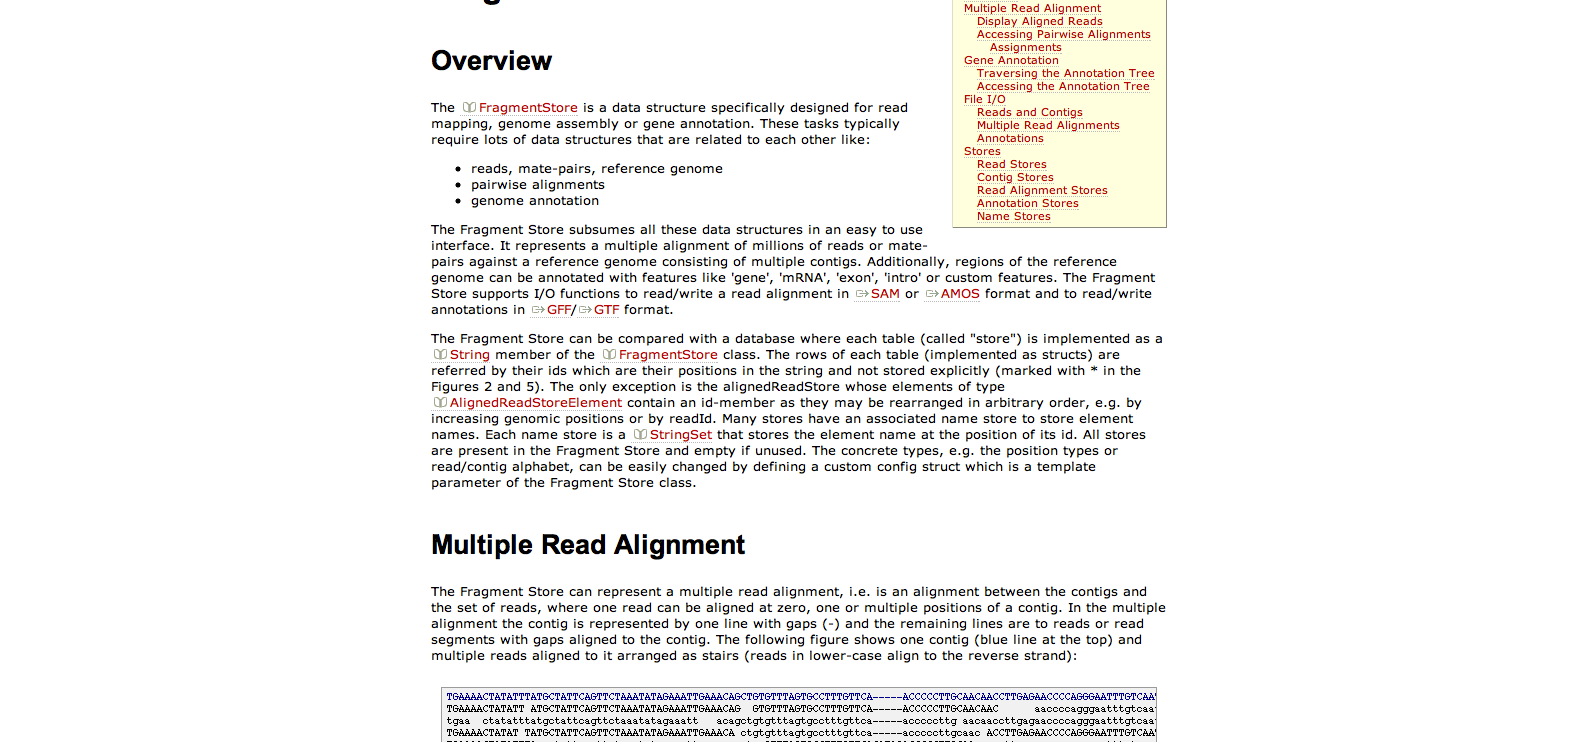 Overview
The FragmentStore is a data structure specifically designed for read
mapping, genome assembly or gene annotation. These tasks typically
require lots of data structures that are related to each other like:
reads, mate-pairs, reference genome
pairwise alignments
genome annotation
The Fragment Store subsumes all these data structures in an easy to use
interface. It represents a multiple alignment of millions of reads or mate-
pairs against a reference genome consisting of multiple contigs. Additionally, regions of the reference
genome can be annotated with features like 'gene', 'mRNA', 'exon', 'intro' or custom features. The Fragment
Store supports I/O functions to read/write a read alignment in SAM or AMOS format and to read/write
annotations in GFF/ GTF format.
The Fragment Store can be compared with a database where each table (called "store") is implemented as a
String member of the FragmentStore class. The rows of each table (implemented as structs) are
referred by their ids which are their positions in the string and not stored explicitly (marked with * in the
Figures 2 and 5). The only exception is the alignedReadStore whose elements of type
AlignedReadStoreElement contain an id-member as they may be rearranged in arbitrary order, e.g. by
increasing genomic positions or by readId. Many stores have an associated name store to store element
names. Each name store is a StringSet that stores the element name at the position of its id. All stores
are present in the Fragment Store and empty if unused. The concrete types, e.g. the position types or
read/contig alphabet, can be easily changed by defining a custom config struct which is a template
parameter of the Fragment Store class.
Multiple Read Alignment
Display Aligned Reads
Accessing Pairwise Alignments
Assignments
Gene Annotation
Traversing the Annotation Tree
Accessing the Annotation Tree
File I/O
Reads and Contigs
Multiple Read Alignments
Annotations
Stores
Read Stores
Contig Stores
Read Alignment Stores
Annotation Stores
Name Stores
Multiple Read Alignment
The Fragment Store can represent a multiple read alignment, i.e. is an alignment between the contigs and
the set of reads, where one read can be aligned at zero, one or multiple positions of a contig. In the multiple
alignment the contig is represented by one line with gaps (-) and the remaining lines are to reads or read
segments with gaps aligned to the contig. The following figure shows one contig (blue line at the top) and
multiple reads aligned to it arranged as stairs (reads in lower-case align to the reverse strand):
TGAAAACTATATTTATGCTATTCAGTTCTAAATATAGAAATTGAAACAGCTGTGTTTAGTGCCTTTGTTCA-----ACCCCCTTGCAACAACCTTGAGAACCCCAGGGAATTTGTCAA
TGAAAACTATATT ATGCTATTCAGTTCTAAATATAGAAATTGAAACAG GTGTTTAGTGCCTTTGTTCA-----ACCCCCTTGCAACAAC aaccccagggaatttgtcaa
tgaa ctatatttatgctattcagttctaaatatagaaatt acagctgtgtttagtgcctttgttca-----acccccttg acaaccttgagaaccccagggaatttgtcaa
TGAAAACTATAT TATGCTATTCAGTTCTAAATATAGAAATTGAAACA ctgtgtttagtgcctttgttca-----acccccttgcaac ACCTTGAGAACCCCAGGGAATTTGTCAA